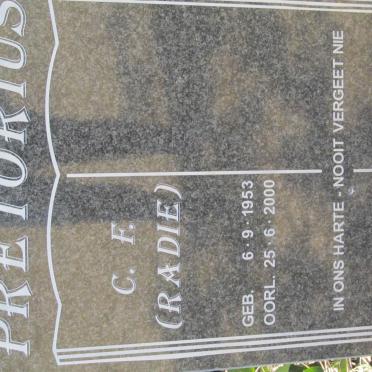 PRETORIUS
C. F.
(RADIE)
GEB. 6·9·1953
OORL. 25·6·2000
IN ONS HARTE - NOOIT VERGEET NIE